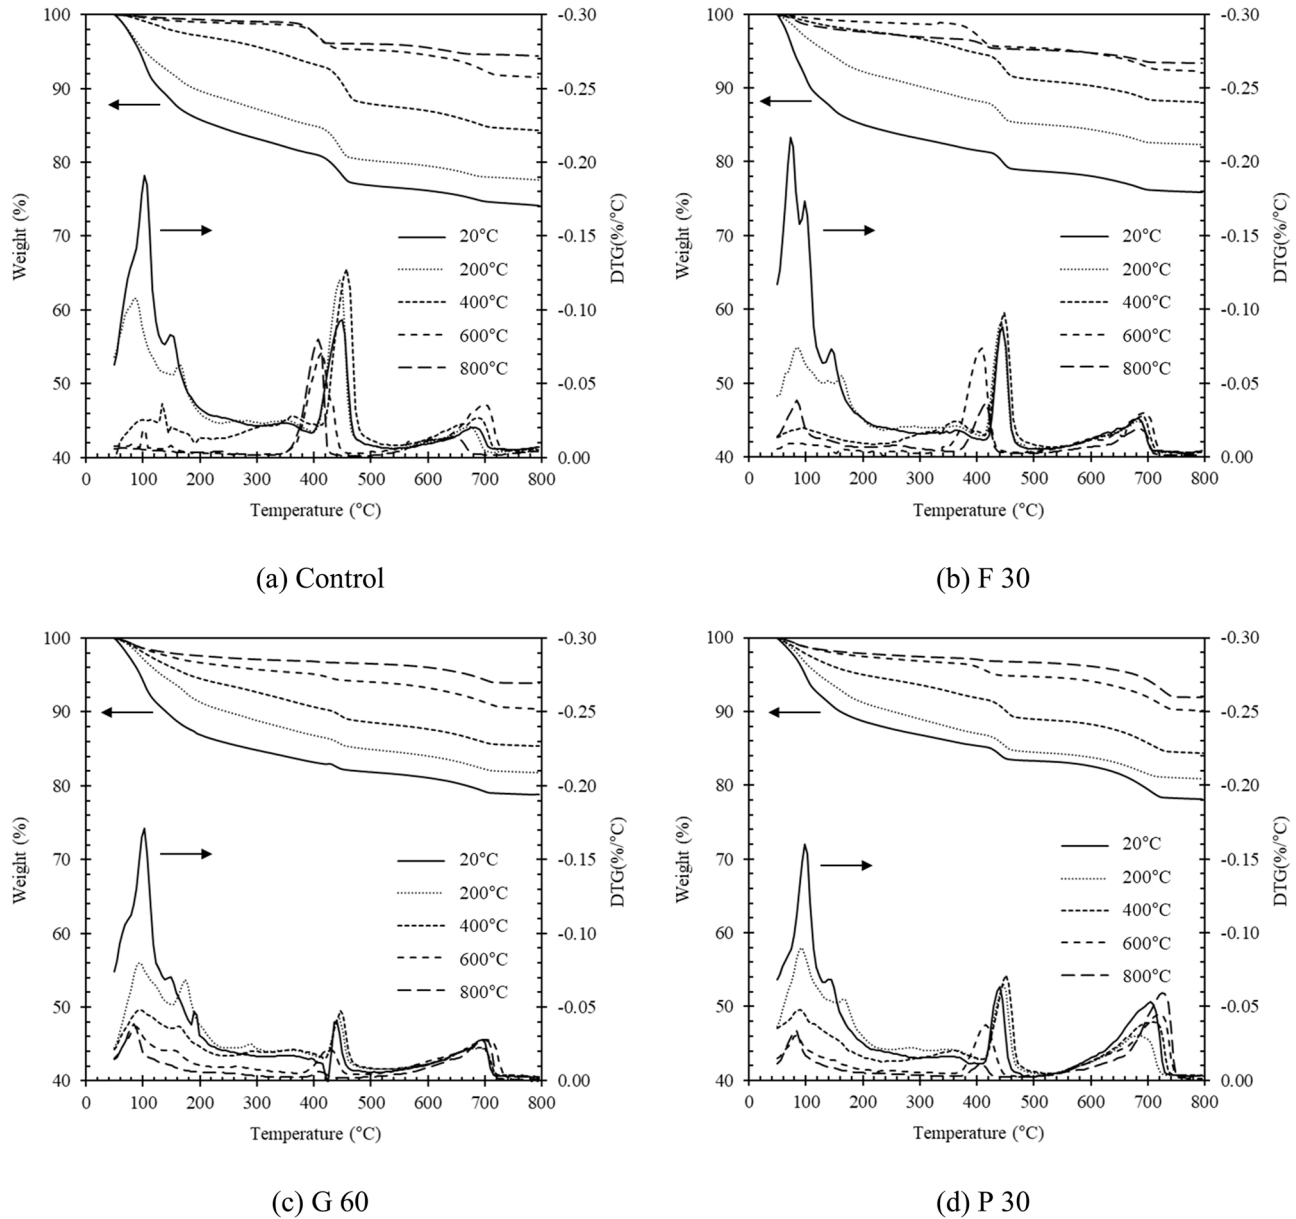 100 -0.30 100 -0.30
90 -0.25 90 -0.25
80 -0.20 80 -0.20
Weight (%) 70 -0.15 DTG(%/°C) Weight (%) 70 -0.15 DTG(%/°C)
20°C 20°C
200°C 200°C
60 400°C -0.10 60 400°C -0.10
600°C 600°C
50 800°C -0.05 50 800°C -0.05
40 0.00 40 0.00
0 100 200 300 400 500 600 700 800 0 100 200 300 400 500 600 700 800
Temperature (°C) Temperature (°C)
(a) Control (b) F 30
100 -0.30 100 -0.30
90 -0.25 90 -0.25
80 -0.20 80 -0.20
Weight (%) 70 -0.15 DTG(%/°C) Weight (%) 70 -0.15 DTG(%/°C)
20°C 20°C
200°C 200°C
60 400°C -0.10 60 400°C -0.10
600°C 600°C
50 800°C -0.05 50 800°C -0.05
40 0.00 40 0.00
0 100 200 300 400 500 600 700 800 0 100 200 300 400 500 600 700 800
Temperature (°C) Temperature (°C)
(c) G 60 (d) P 30